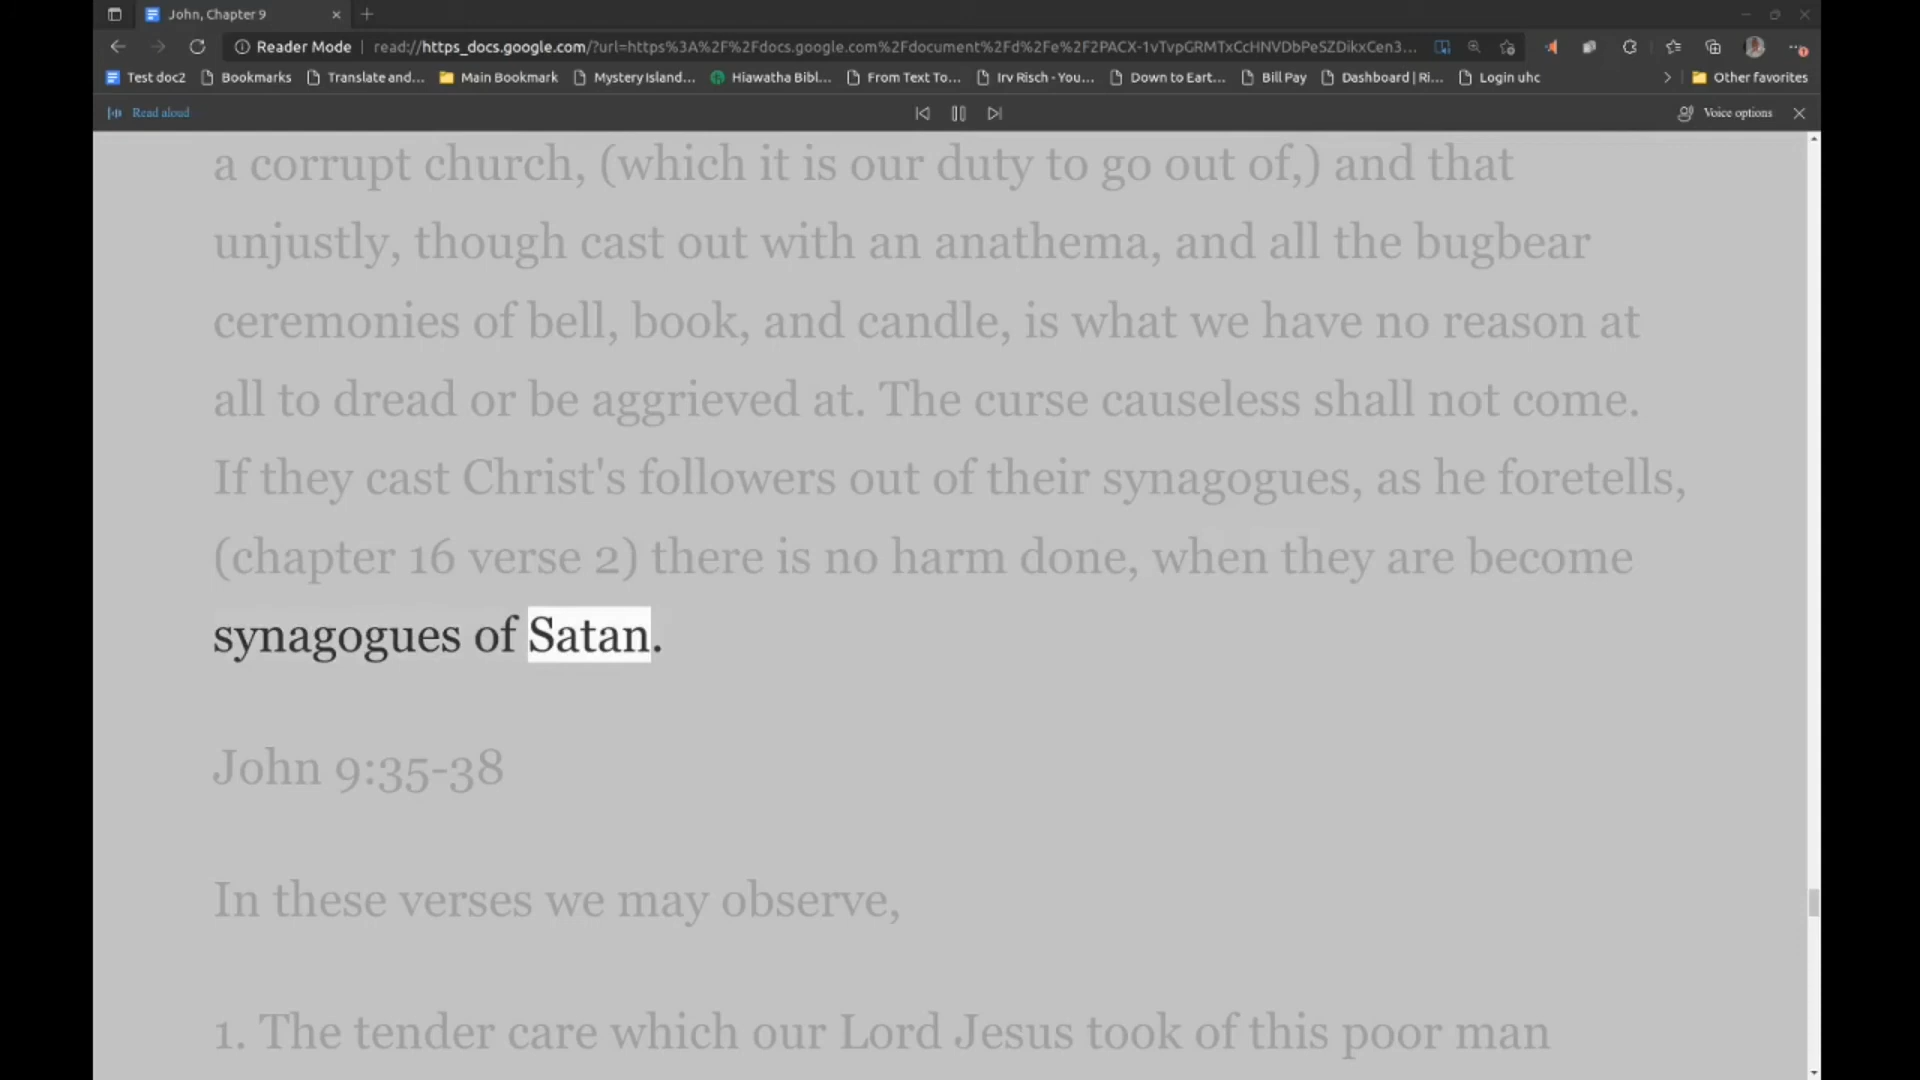 John, Chapter 9
Reader Mode read://https_docs.google.com/?url=https%3A%2F%2Fdocs.google.com%2Fdocument%2Fd%2Fe%2F2PACX-1vTvpGRMTxCcHNVDbPeSZDikxCen3...
Test doc2 Bookmarks Translate and... Main Bookmark Mystery Island... Hiawatha Bibl... From Text To... Irv Risch - You... Down to Eart... Bill Pay Dashboard | Ri... Login uhc Other favorites
Read aloud Voice options
a corrupt church, (which it is our duty to go out of,) and that
unjustly, though cast out with an anathema, and all the bugbear
ceremonies of bell, book, and candle, is what we have no reason at
all to dread or be aggrieved at. The curse causeless shall not come.
If they cast Christ's followers out of their synagogues, as he foretells,
(chapter 16 verse 2) there is no harm done, when they are become
synagogues of Satan.
John 9:35-38
In these verses we may observe,
1. The tender care which our Lord Jesus took of this poor man